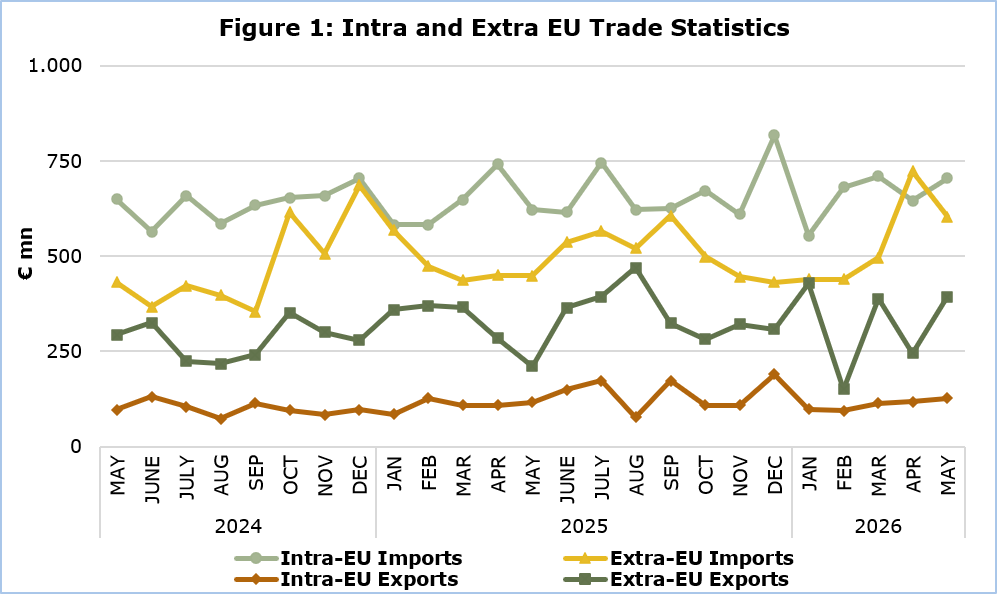 Figure 1: Intra and Extra EU Trade Statistics
1.000
750
500
250
0
€ mn
MAY JUNE JULY AUG SEP OCT NOV DEC JAN FEB MAR APR MAY JUNE JULY AUG SEP OCT NOV DEC JAN FEB MAR APR MAY
2024 2025 2026
Intra-EU Imports Extra-EU Imports
Intra-EU Exports Extra-EU Exports